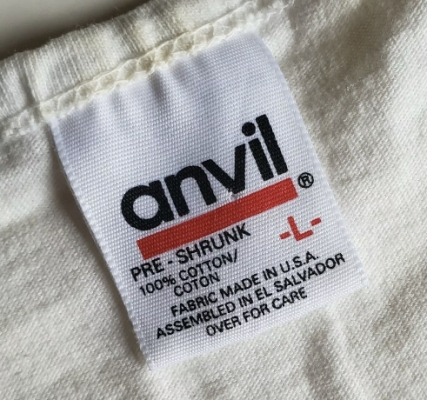 anvil®
PRE - SHRUNK -L-
100% COTTON/
COTON
FABRIC MADE IN U.S.A.
ASSEMBLED IN EL SALVADOR
OVER FOR CARE